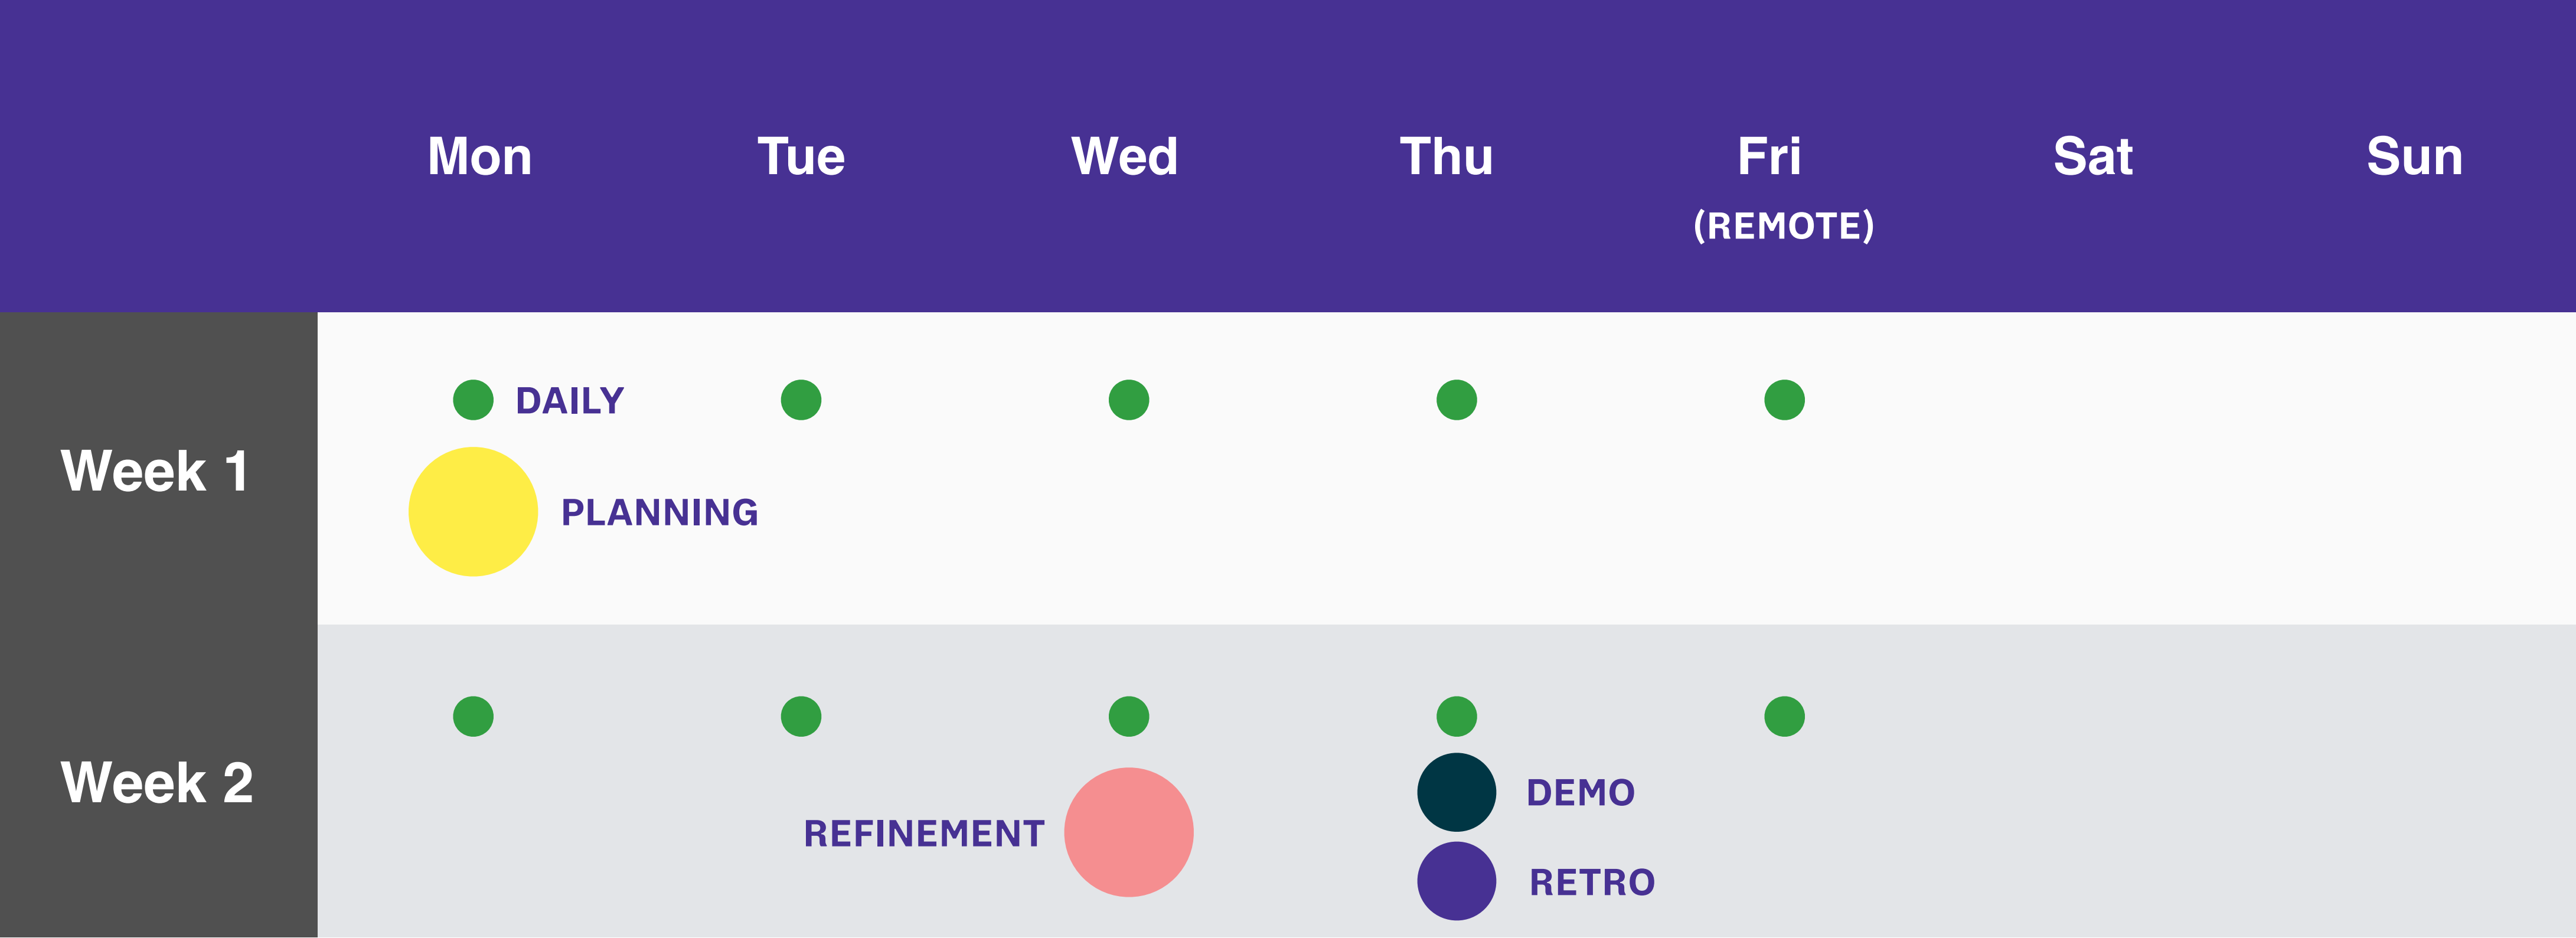 Mon Tue Wed Thu Fri Sat Sun
(REMOTE)
DAILY
Week 1
PLANNING
Week 2
DEMO
REFINEMENT
RETRO